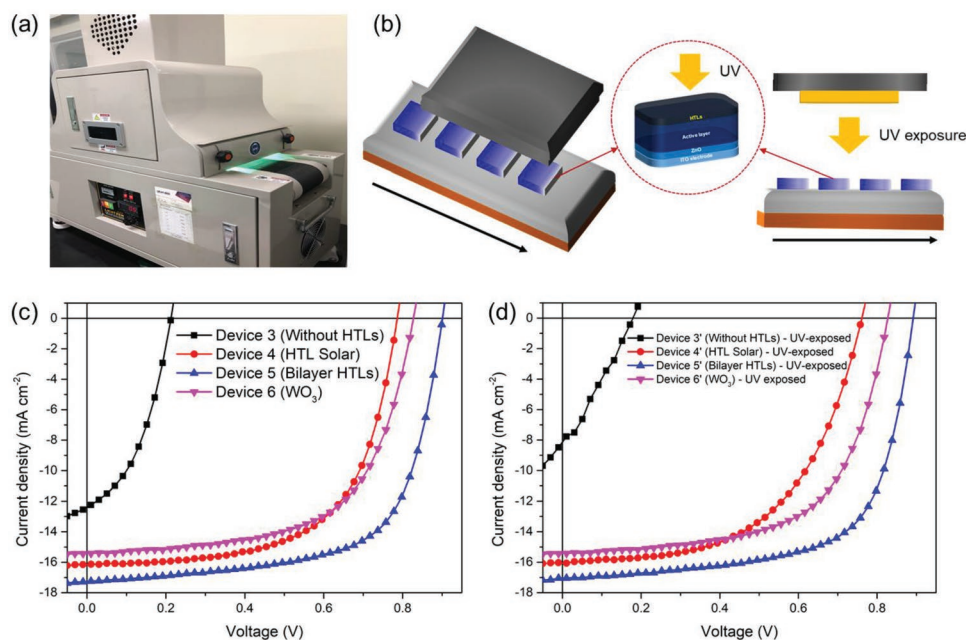 (a)
(b)
UV
HTLs
Active layer
ZnO
ITO electrode
UV exposure
(c)
Device 3 (Without HTLs)
Device 4 (HTL Solar)
Device 5 (Bilayer HTLs)
Device 6 (WO₃)
0
-2
-4
-6
-8
-10
-12
-14
-16
-18
Current density (mA cm⁻²)
0.0 0.2 0.4 0.6 0.8
Voltage (V)
(d)
Device 3' (Without HTLs) - UV-exposed
Device 4' (HTL Solar) - UV-exposed
Device 5' (Bilayer HTLs) - UV-exposed
Device 6' (WO₃) - UV exposed
0
-2
-4
-6
-8
-10
-12
-14
-16
-18
Current density (mA cm⁻²)
0.0 0.2 0.4 0.6 0.8
Voltage (V)